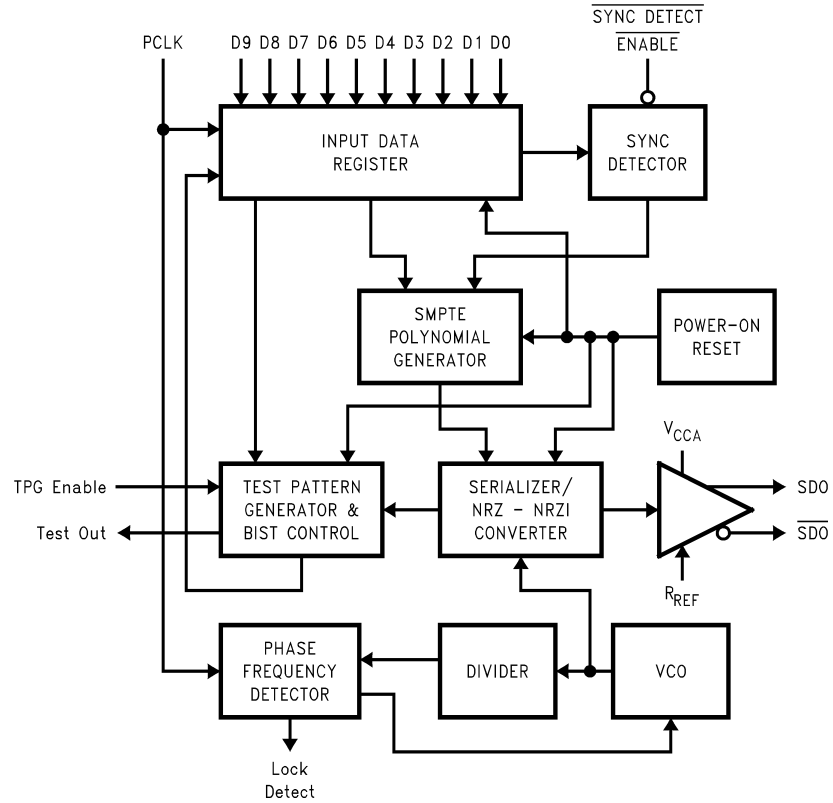 SYNC DETECT
PCLK D9 D8 D7 D6 D5 D4 D3 D2 D1 D0 ENABLE
INPUT DATA
REGISTER
SYNC
DETECTOR
SMPTE
POLYNOMIAL
GENERATOR
POWER-ON
RESET
VCCA
TPG Enable
Test Out
TEST PATTERN
GENERATOR &
BIST CONTROL
SERIALIZER/
NRZ - NRZI
CONVERTER
SDO
SDO
RREF
PHASE
FREQUENCY
DETECTOR
DIVIDER
VCO
Lock
Detect